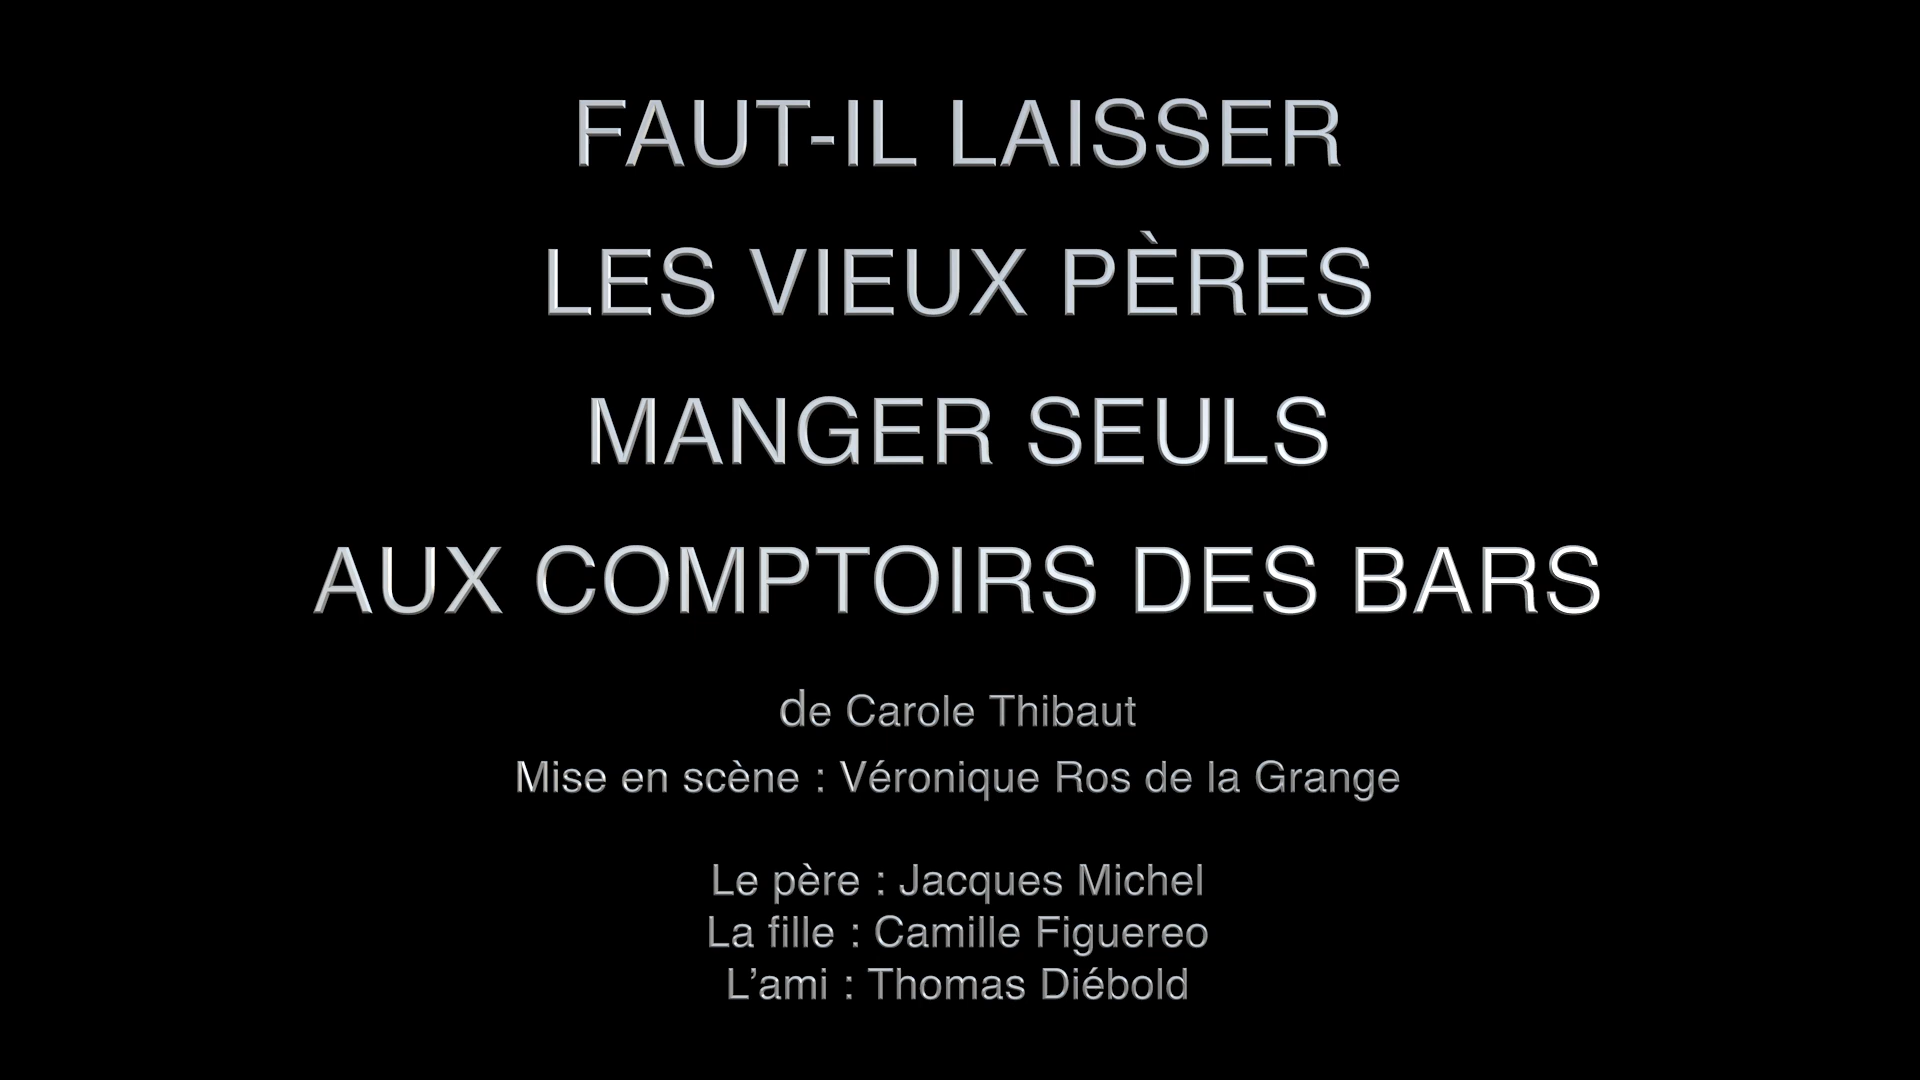 FAUT-IL LAISSER
LES VIEUX PÈRES
MANGER SEULS
AUX COMPTOIRS DES BARS
de Carole Thibaut
Mise en scène : Véronique Ros de la Grange
Le père : Jacques Michel
La fille : Camille Figuereo
L’ami : Thomas Diébold